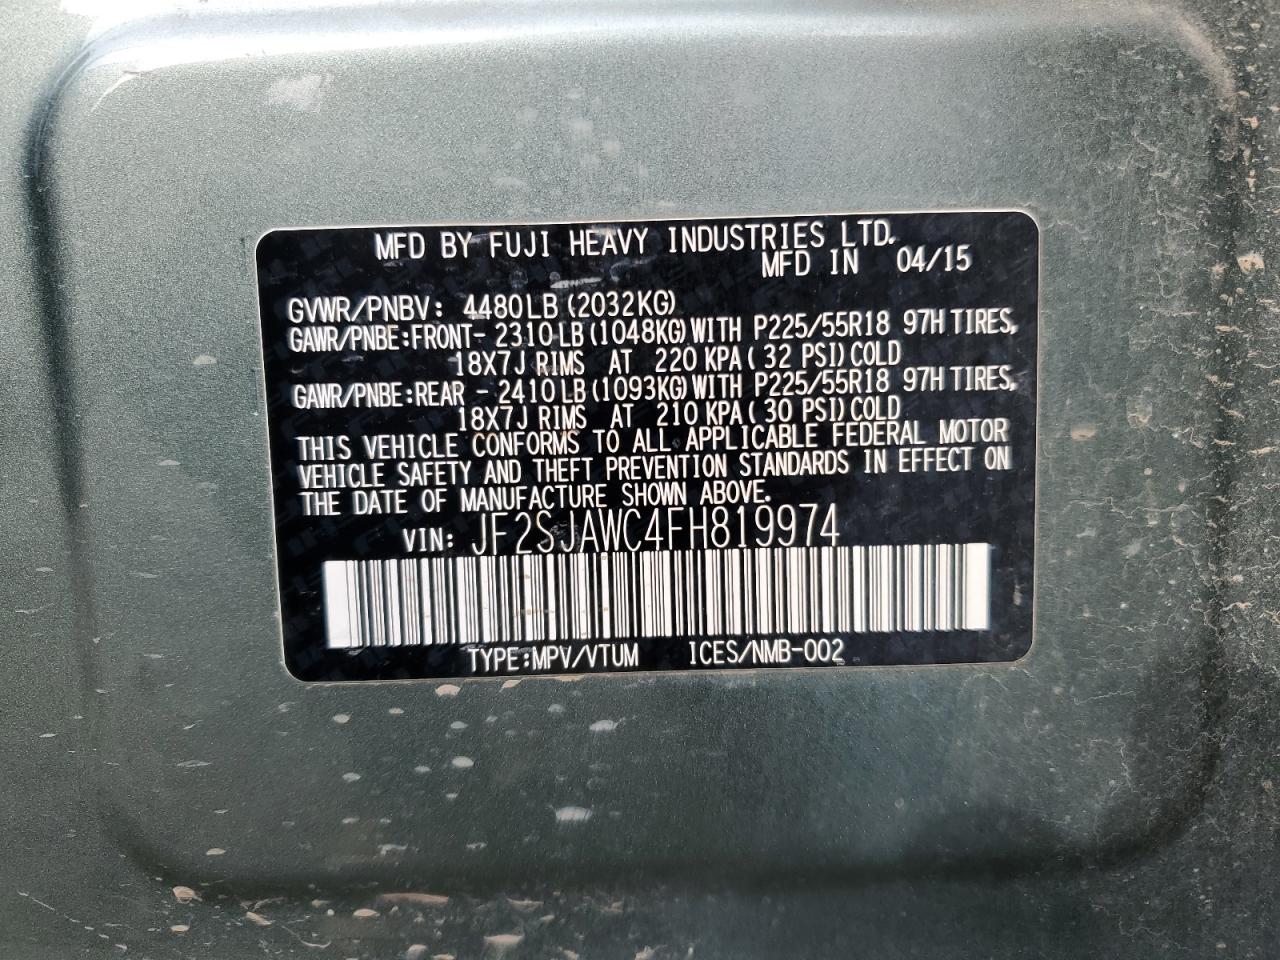 MFD BY FUJI HEAVY INDUSTRIES LTD.
MFD IN 04/15
GVWR/PNBV: 4480LB(2032KG)
GAWR/PNBE:FRONT- 2310LB(1048KG)WITH P225/55R18 97H TIRES,
18X7J RIMS AT 220 KPA(32 PSI)COLD
GAWR/PNBE:REAR - 2410LB(1093KG)WITH P225/55R18 97H TIRES,
18X7J RIMS AT 210 KPA(30 PSI)COLD
THIS VEHICLE CONFORMS TO ALL APPLICABLE FEDERAL MOTOR
VEHICLE SAFETY AND THEFT PREVENTION STANDARDS IN EFFECT ON
THE DATE OF MANUFACTURE SHOWN ABOVE.
VIN: JF2SJAWC4FH819974
TYPE:MPV/VTUM ICES/NMB-002